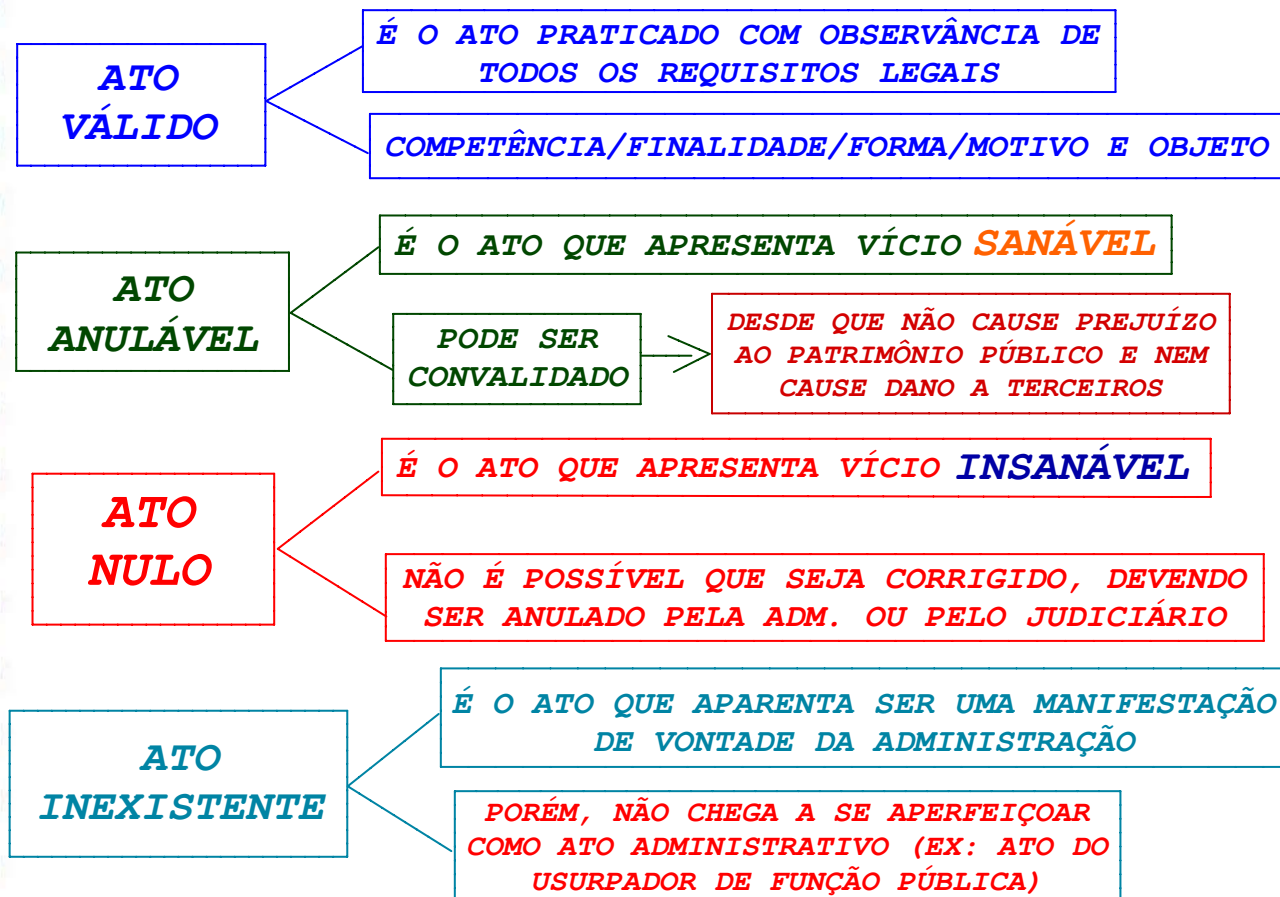 ATO
VÁLIDO
É O ATO PRATICADO COM OBSERVÂNCIA DE
TODOS OS REQUISITOS LEGAIS
COMPETÊNCIA/FINALIDADE/FORMA/MOTIVO E OBJETO
ATO
ANULÁVEL
É O ATO QUE APRESENTA VÍCIO SANÁVEL
PODE SER
CONVALIDADO
DESDE QUE NÃO CAUSE PREJUÍZO
AO PATRIMÔNIO PÚBLICO E NEM
CAUSE DANO A TERCEIROS
ATO
NULO
É O ATO QUE APRESENTA VÍCIO INSANÁVEL
NÃO É POSSÍVEL QUE SEJA CORRIGIDO, DEVENDO
SER ANULADO PELA ADM. OU PELO JUDICIÁRIO
ATO
INEXISTENTE
É O ATO QUE APARENTA SER UMA MANIFESTAÇÃO
DE VONTADE DA ADMINISTRAÇÃO
PORÉM, NÃO CHEGA A SE APERFEIÇOAR
COMO ATO ADMINISTRATIVO (EX: ATO DO
USURPADOR DE FUNÇÃO PÚBLICA)